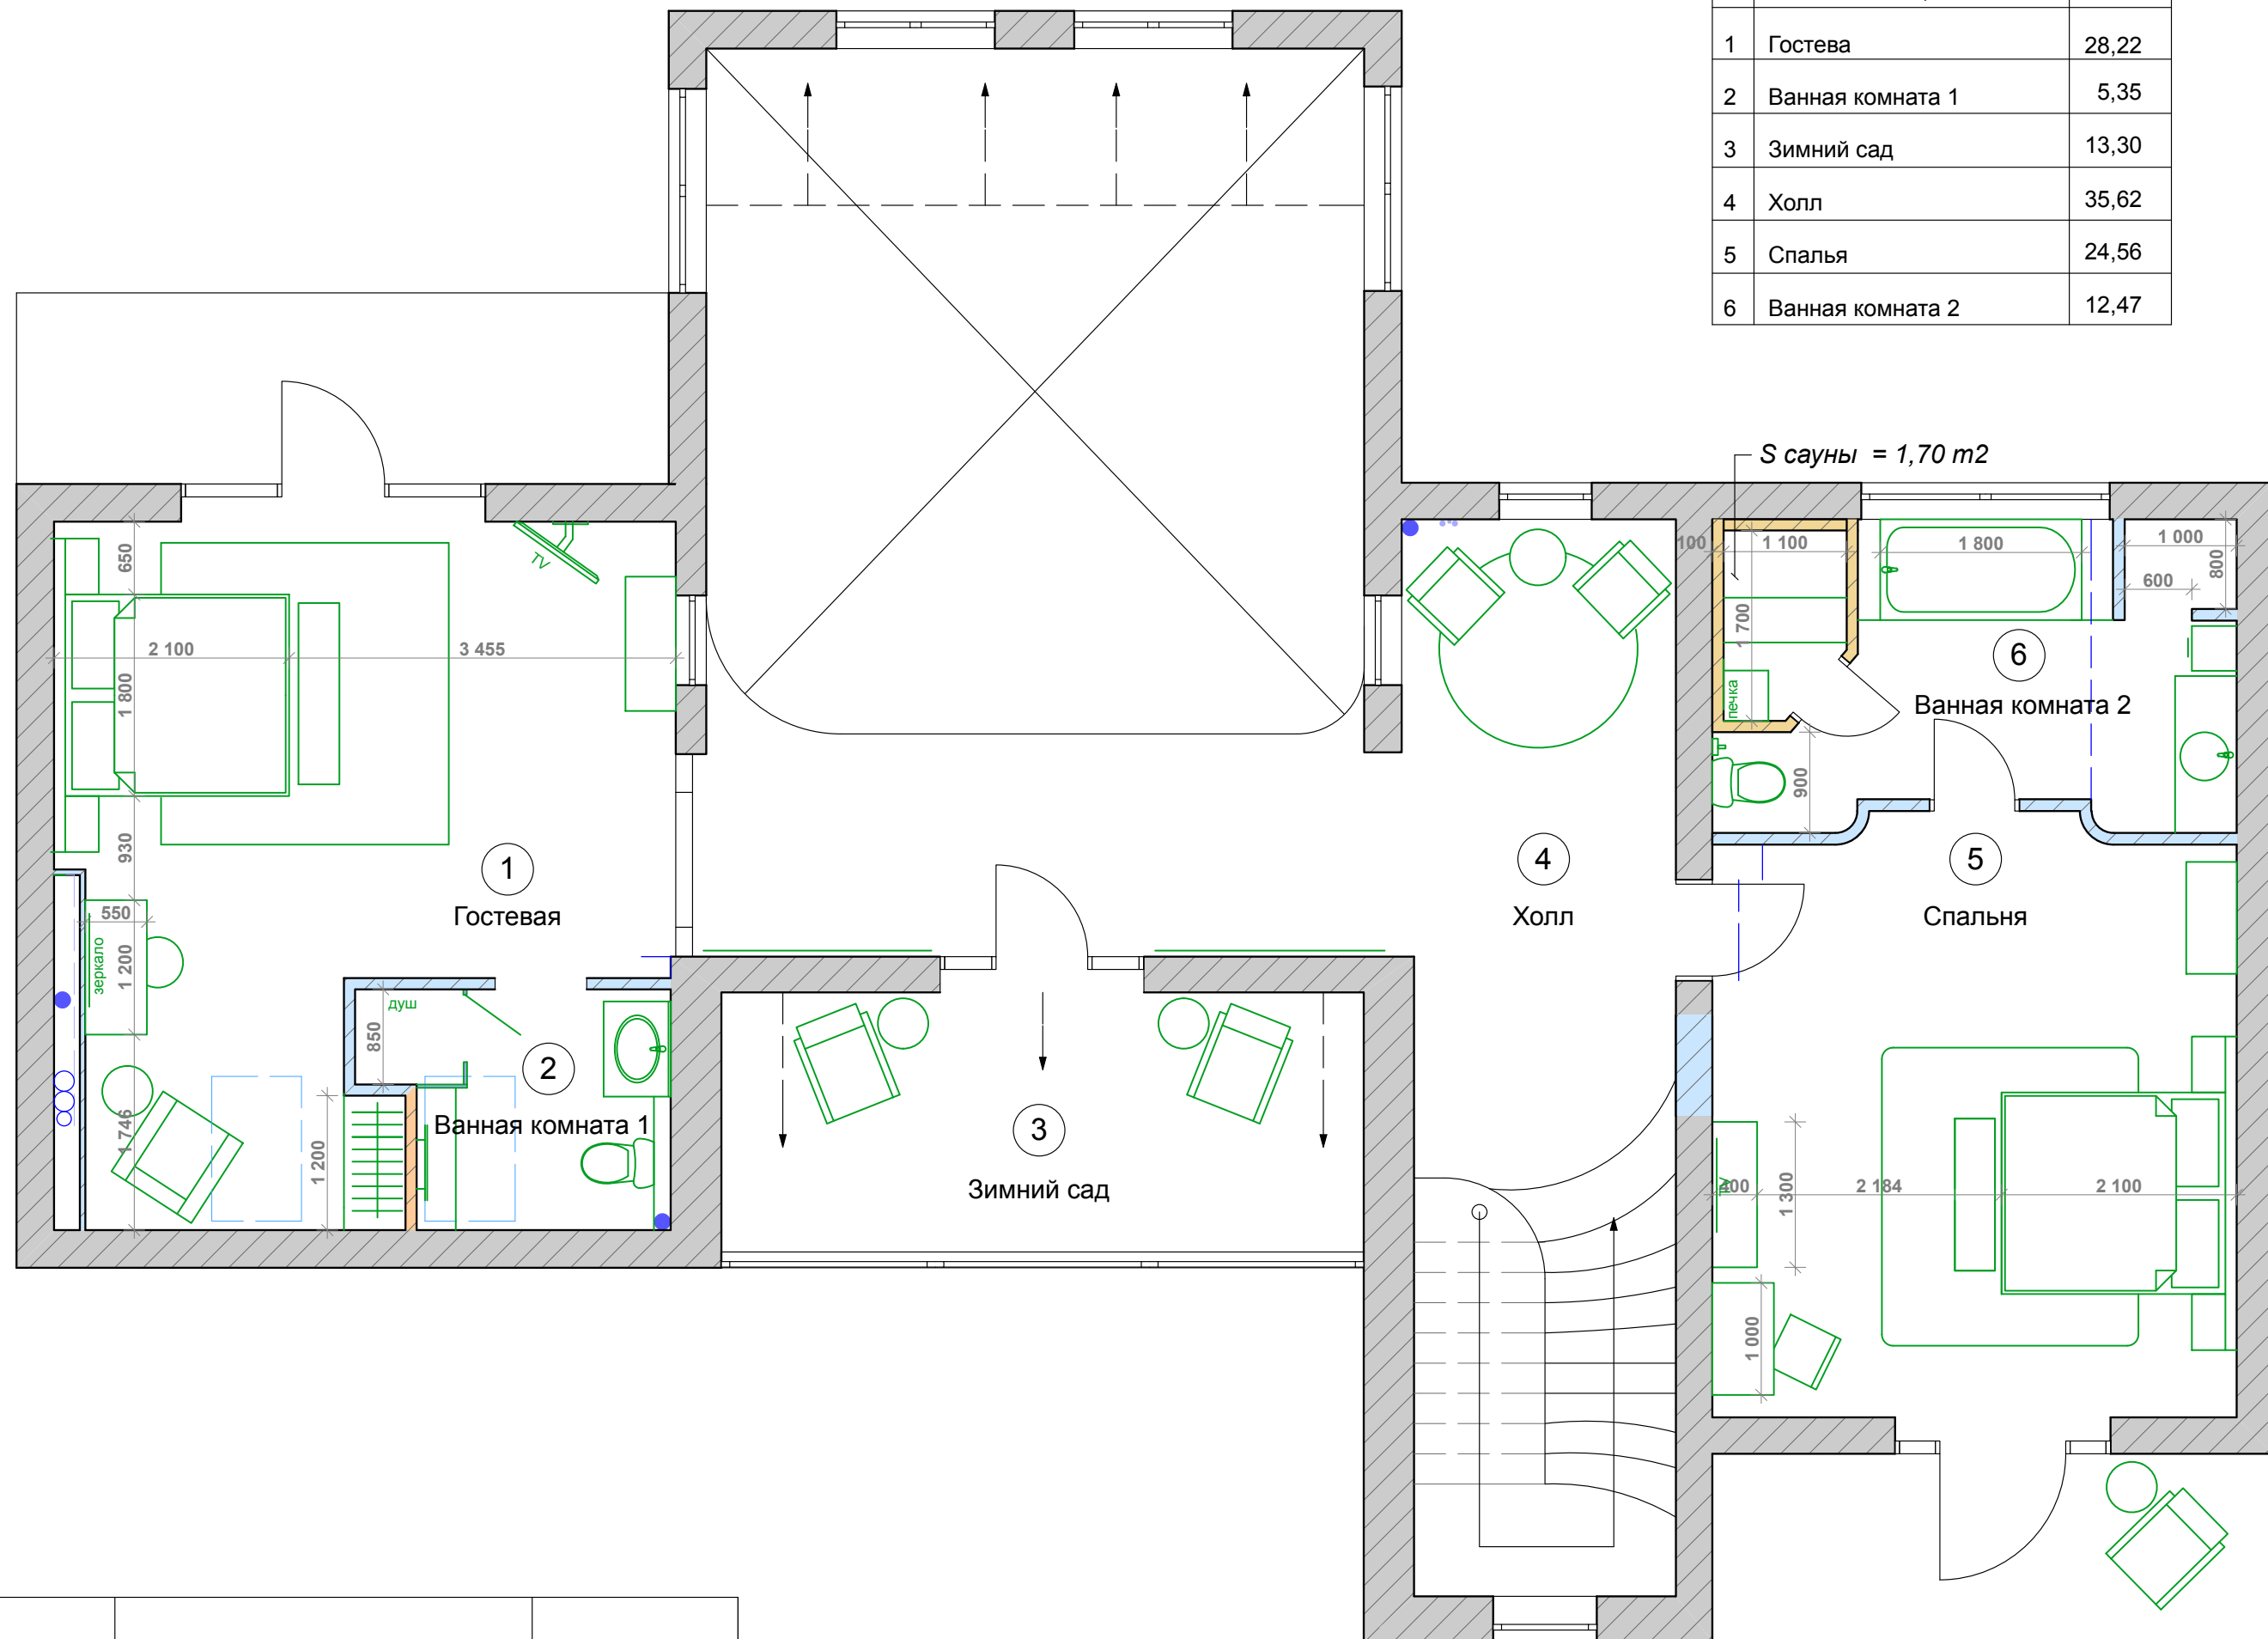 1 Гостева 28,22
2 Ванная комната 1 5,35
3 Зимний сад 13,30
4 Холл 35,62
5 Спалья 24,56
6 Ванная комната 2 12,47
S сауны = 1,70 m2
650
TV
2 100
3 455
1 800
930
1
Гостевая
550
зеркало
1 200
1 746
душ
850
2
Ванная комната 1
1 200
3
Зимний сад
4
Холл
100
1 100
1 700
печка
1 800
1 000
600
800
6
Ванная комната 2
900
5
Спальня
400
TV
1 300
2 184
2 100
1 000